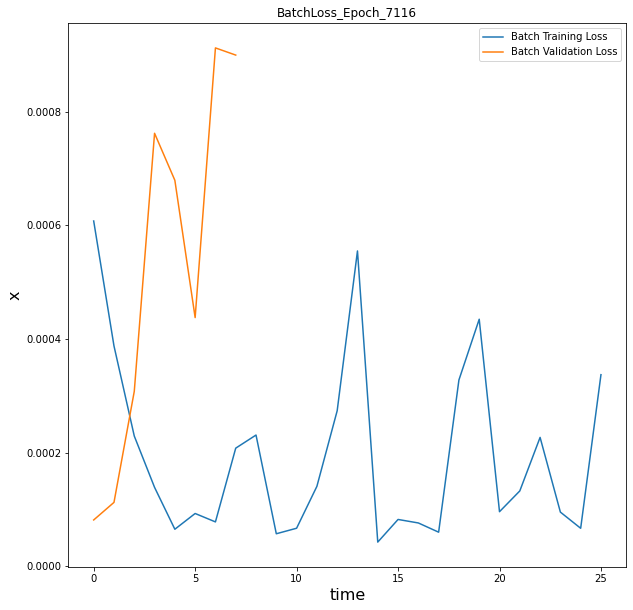 BatchLoss_Epoch_7116
Batch Training Loss
Batch Validation Loss
0.0008
0.0006
0.0004
0.0002
0.0000
x
0
5
10
15
20
25
time